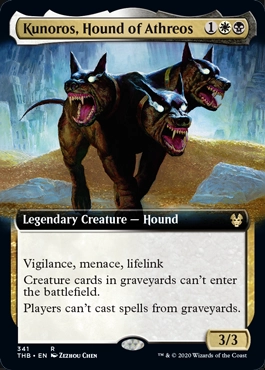 Kunoros, Hound of Athreos 1
Legendary Creature — Hound
Vigilance, menace, lifelink
Creature cards in graveyards can't enter
the battlefield.
Players can't cast spells from graveyards.
3/3
341 R
THB • EN Zezhou Chen ™ & © 2020 Wizards of the Coast